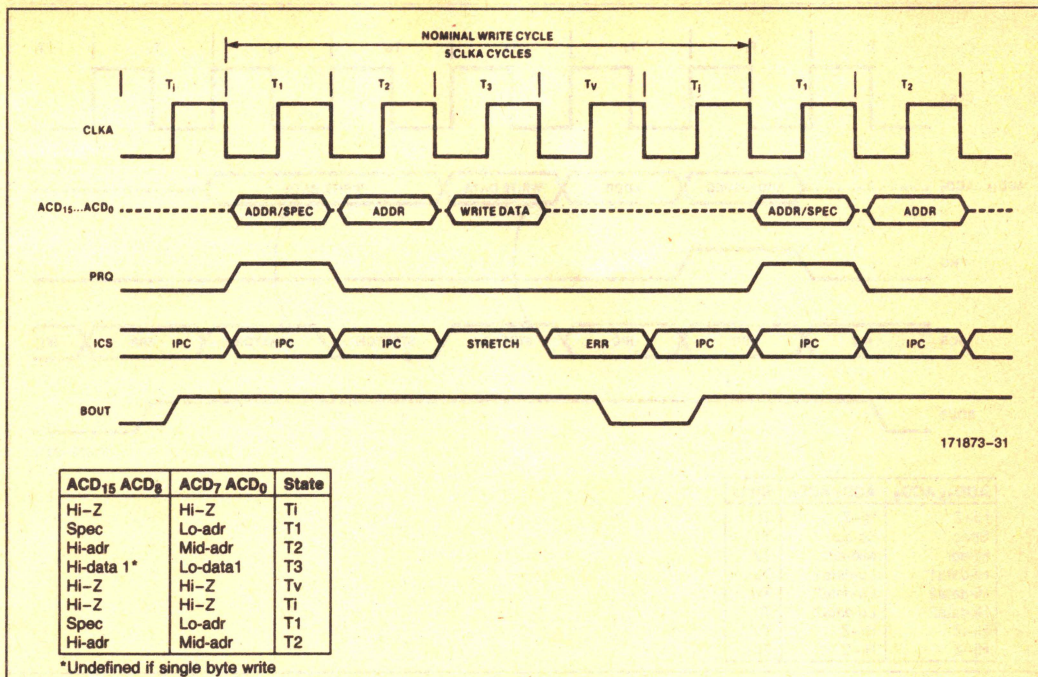 NOMINAL WRITE CYCLE
5 CLKA CYCLES
Ti T1 T2 T3 TV Ti T1 T2
CLKA
ACD15...ACD0 ADDR/SPEC ADDR WRITE DATA ADDR/SPEC ADDR
PRQ
ICS IPC IPC IPC STRETCH ERR IPC IPC IPC
BOUT
171873–31
ACD15 ACD8 ACD7 ACD0 State
Hi–Z Hi–Z Ti
Spec Lo-adr T1
Hi-adr Mid-adr T2
Hi-data 1* Lo-data1 T3
Hi–Z Hi–Z Tv
Hi–Z Hi–Z Ti
Spec Lo-adr T1
Hi-adr Mid-adr T2
*Undefined if single byte write